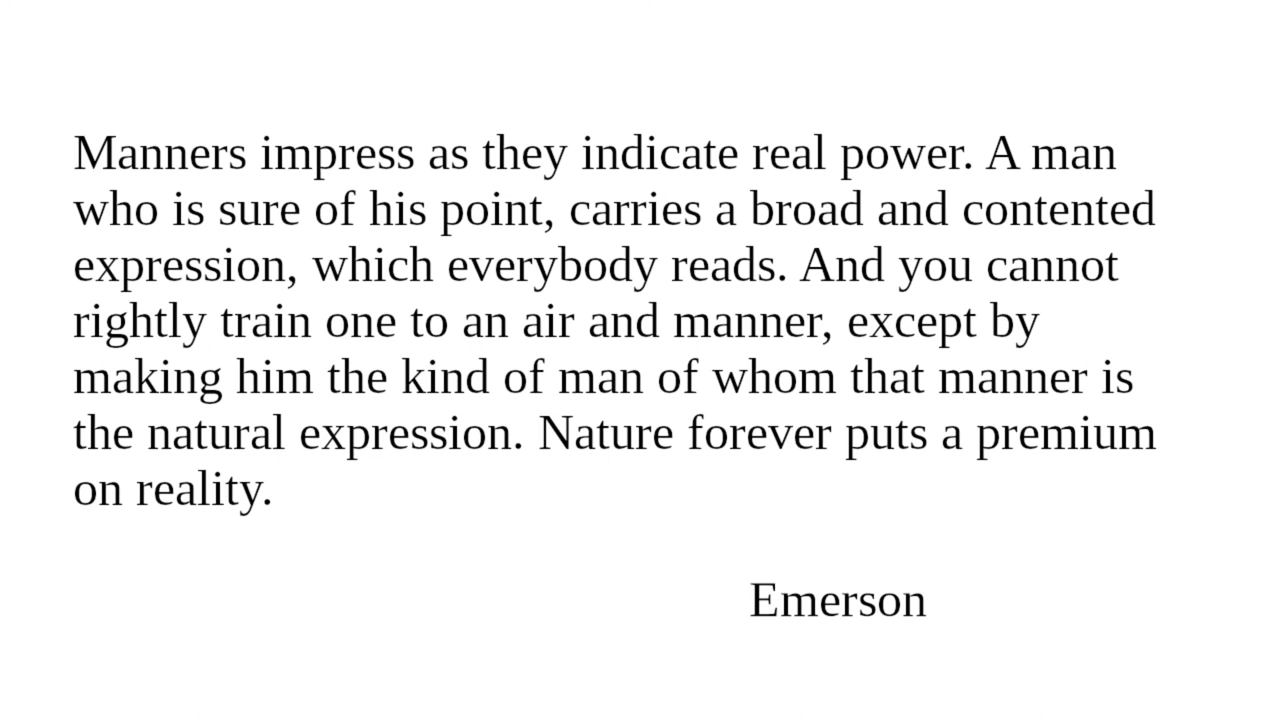 Manners impress as they indicate real power. A man
who is sure of his point, carries a broad and contented
expression, which everybody reads. And you cannot
rightly train one to an air and manner, except by
making him the kind of man of whom that manner is
the natural expression. Nature forever puts a premium
on reality.
Emerson